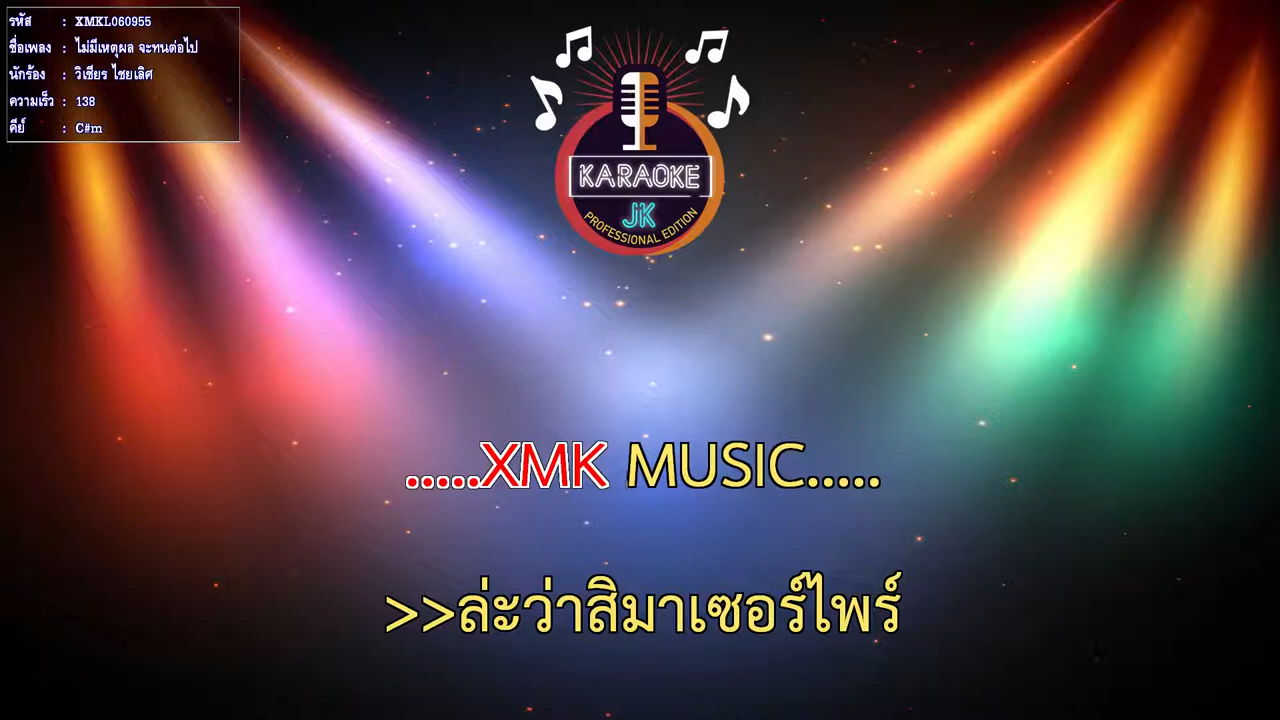 รหัส : XMKL060955
ชื่อเพลง : ไม่มีเหตุผล จะทนต่อไป
นักร้อง : วิเชียร ไชยเลิศ
ความเร็ว : 138
คีย์ : C#m
KARAOKE
JK
PROFESSIONAL EDITION
.....XMK MUSIC.....
>>ล่ะว่าสิมาเซอร์ไพร์